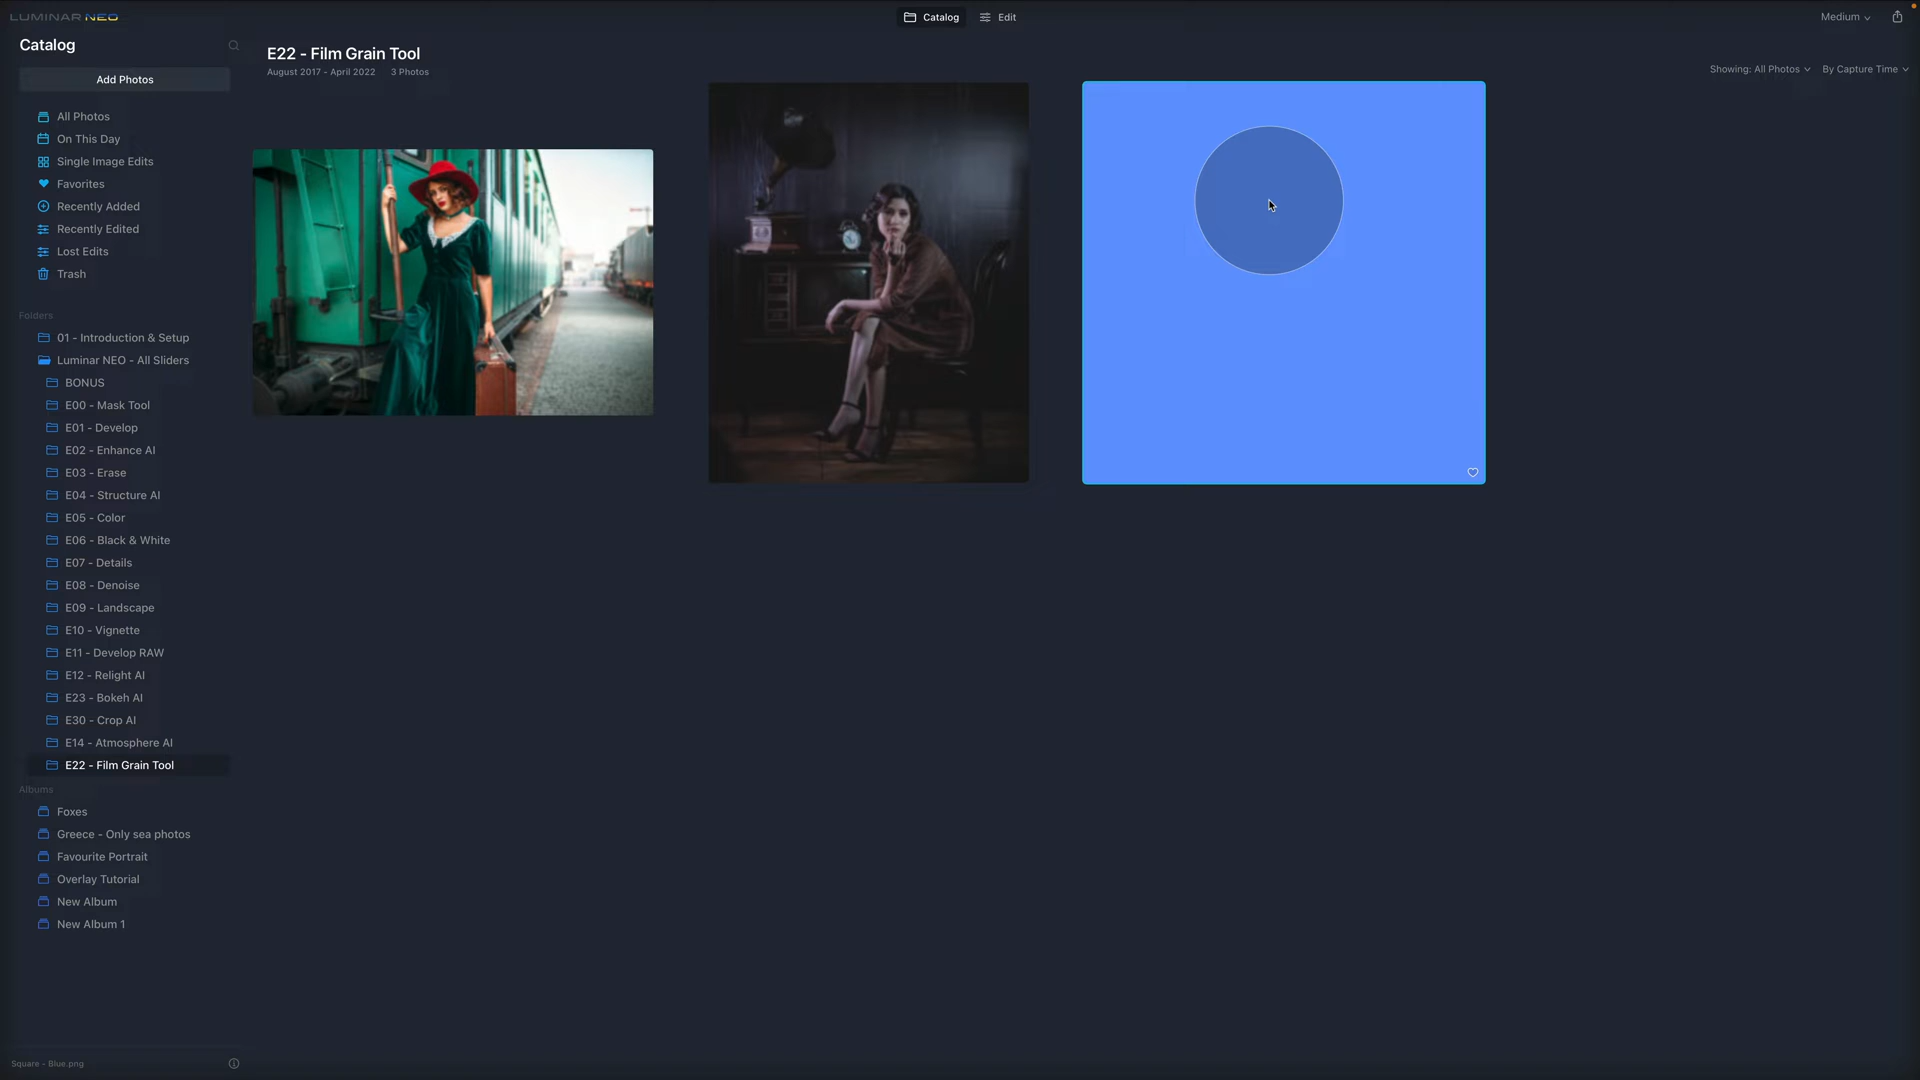 LUMINAR NEO
Catalog
Edit
Medium
Catalog
Add Photos
All Photos
On This Day
Single Image Edits
Favorites
Recently Added
Recently Edited
Lost Edits
Trash
Folders
01 - Introduction & Setup
Luminar NEO - All Sliders
BONUS
E00 - Mask Tool
E01 - Develop
E02 - Enhance AI
E03 - Erase
E04 - Structure AI
E05 - Color
E06 - Black & White
E07 - Details
E08 - Denoise
E09 - Landscape
E10 - Vignette
E11 - Develop RAW
E12 - Relight AI
E23 - Bokeh AI
E30 - Crop AI
E14 - Atmosphere AI
E22 - Film Grain Tool
Albums
Foxes
Greece - Only sea photos
Favourite Portrait
Overlay Tutorial
New Album
New Album 1
Square - Blue.png
E22 - Film Grain Tool
August 2017 - April 2022 3 Photos
Showing: All Photos By Capture Time